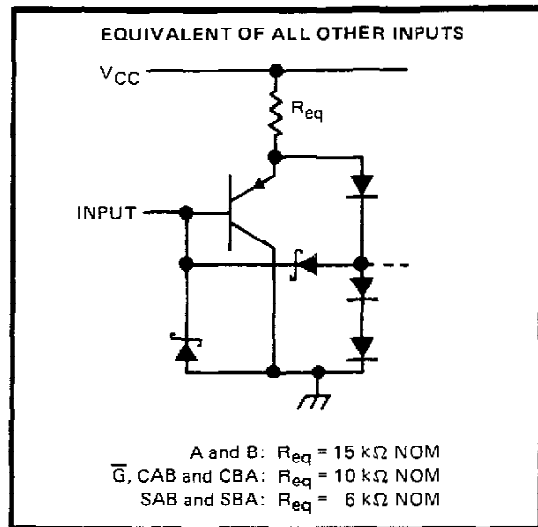 EQUIVALENT OF ALL OTHER INPUTS
VCC
Req
INPUT
A and B: Req = 15 kΩ NOM
G̅, CAB and CBA: Req = 10 kΩ NOM
SAB and SBA: Req = 6 kΩ NOM